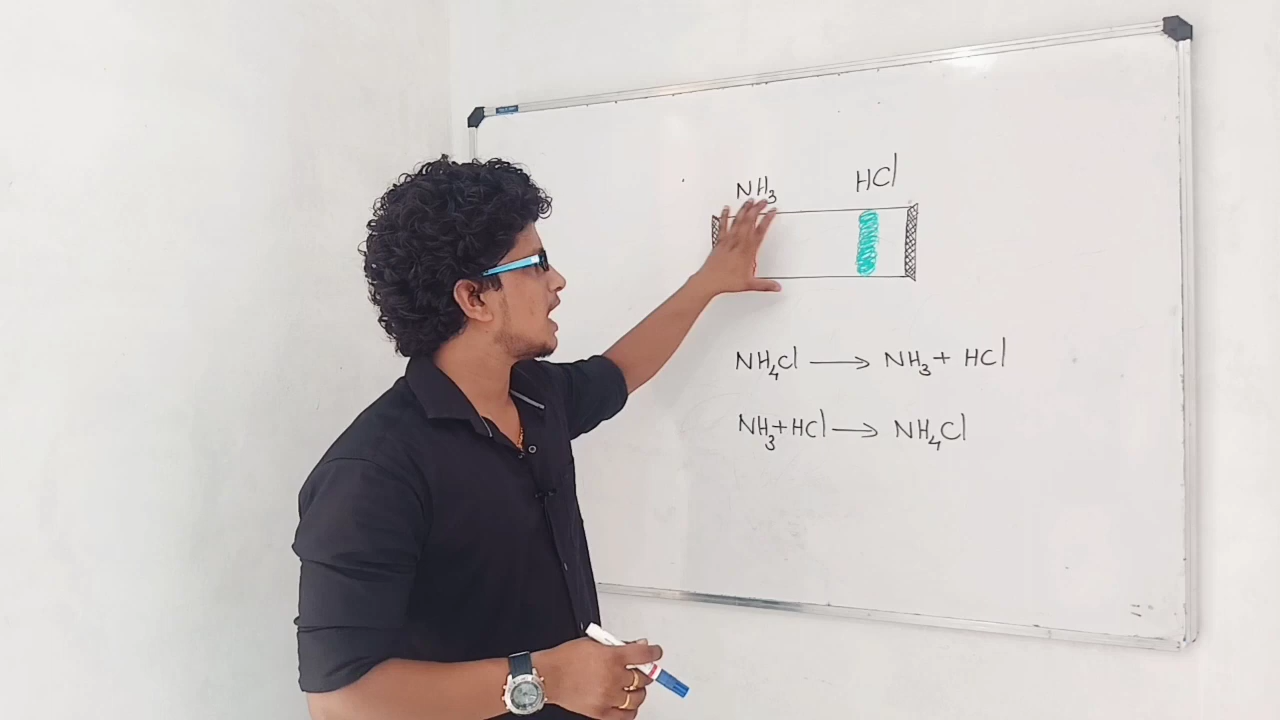 NH₃ HCl
NH₄Cl ⟶ NH₃ + HCl
NH₃+HCl ⟶ NH₄Cl